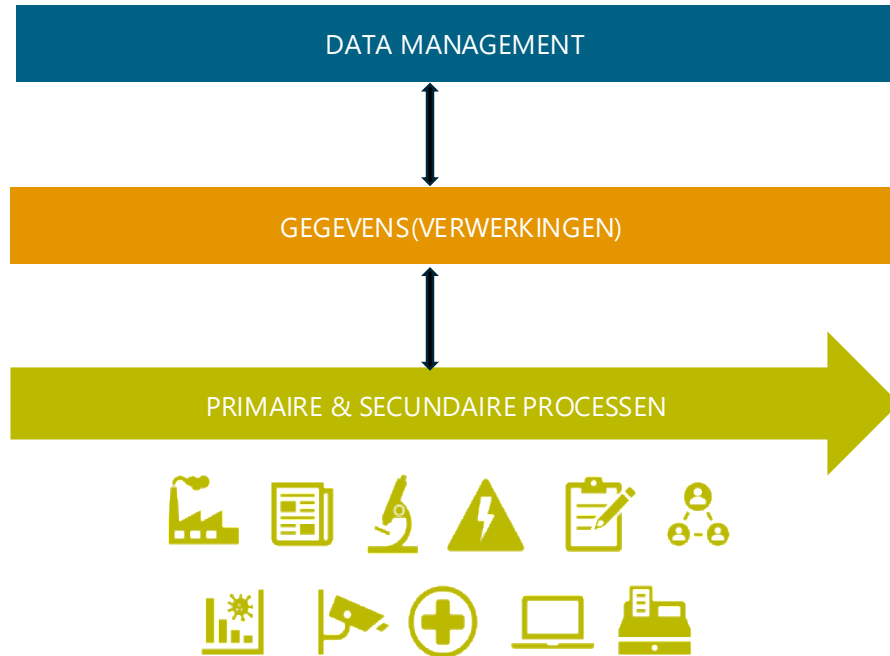 DATA MANAGEMENT
GEGEVENS(VERWERKINGEN)
PRIMAIRE & SECUNDAIRE PROCESSEN